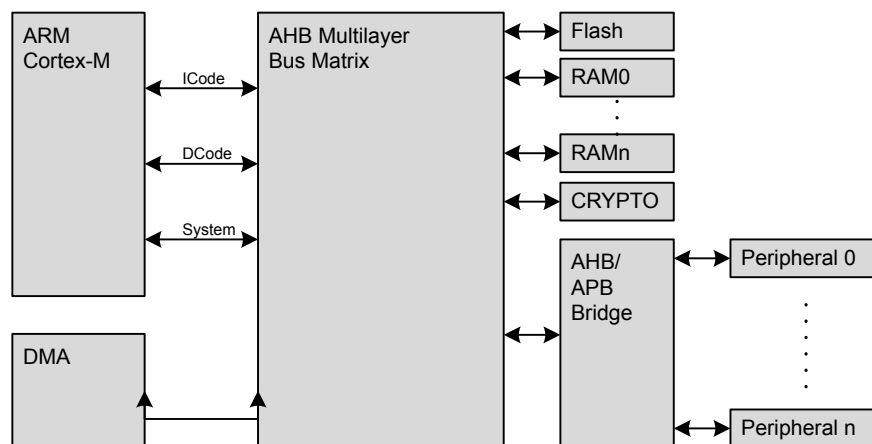 ARM
Cortex-M
ICode
DCode
System
DMA
AHB Multilayer
Bus Matrix
Flash
RAM0
RAMn
CRYPTO
AHB/
APB
Bridge
Peripheral 0
Peripheral n